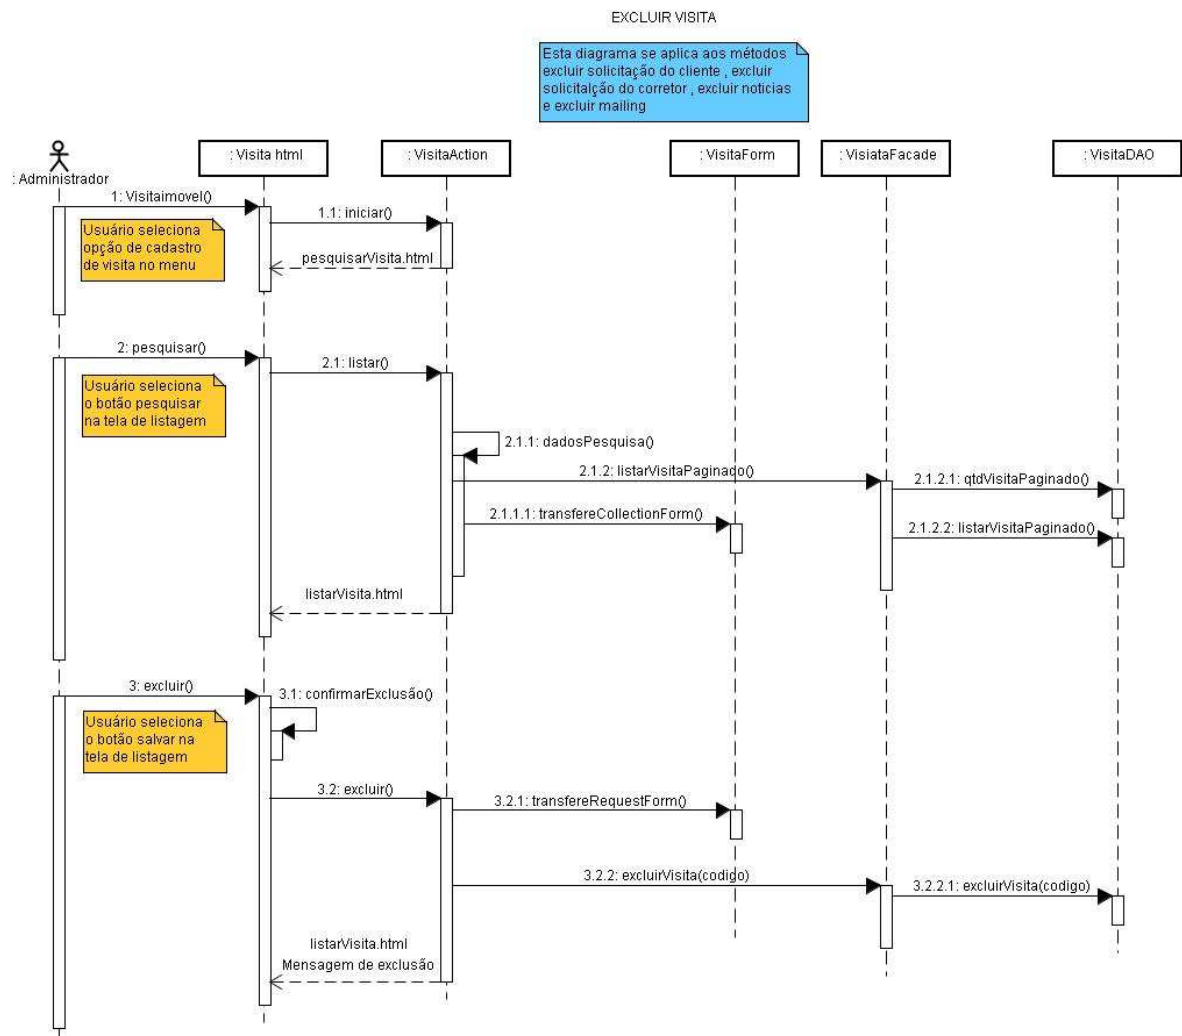 EXCLUIR VISITA
Esta diagrama se aplica aos métodos
excluir solicitação do cliente , excluir
solicitalção do corretor , excluir noticias
e excluir mailing
: Administrador
: Visita html
: VisitaAction
: VisitaForm
: VisiataFacade
: VisitaDAO
1: Visitaimovel()
Usuário seleciona
opção de cadastro
de visita no menu
1.1: iniciar()
pesquisarVisita.html
2: pesquisar()
Usuário seleciona
o botão pesquisar
na tela de listagem
2.1: listar()
2.1.1: dadosPesquisa()
2.1.2: listarVisitaPaginado()
2.1.2.1: qtdVisitaPaginado()
2.1.1.1: transfereCollectionForm()
2.1.2.2: listarVisitaPaginado()
listarVisita.html
3: excluir()
Usuário seleciona
o botão salvar na
tela de listagem
3.1: confirmarExclusão()
3.2: excluir()
3.2.1: transfereRequestForm()
3.2.2: excluirVisita(codigo)
3.2.2.1: excluirVisita(codigo)
listarVisita.html
Mensagem de exclusão